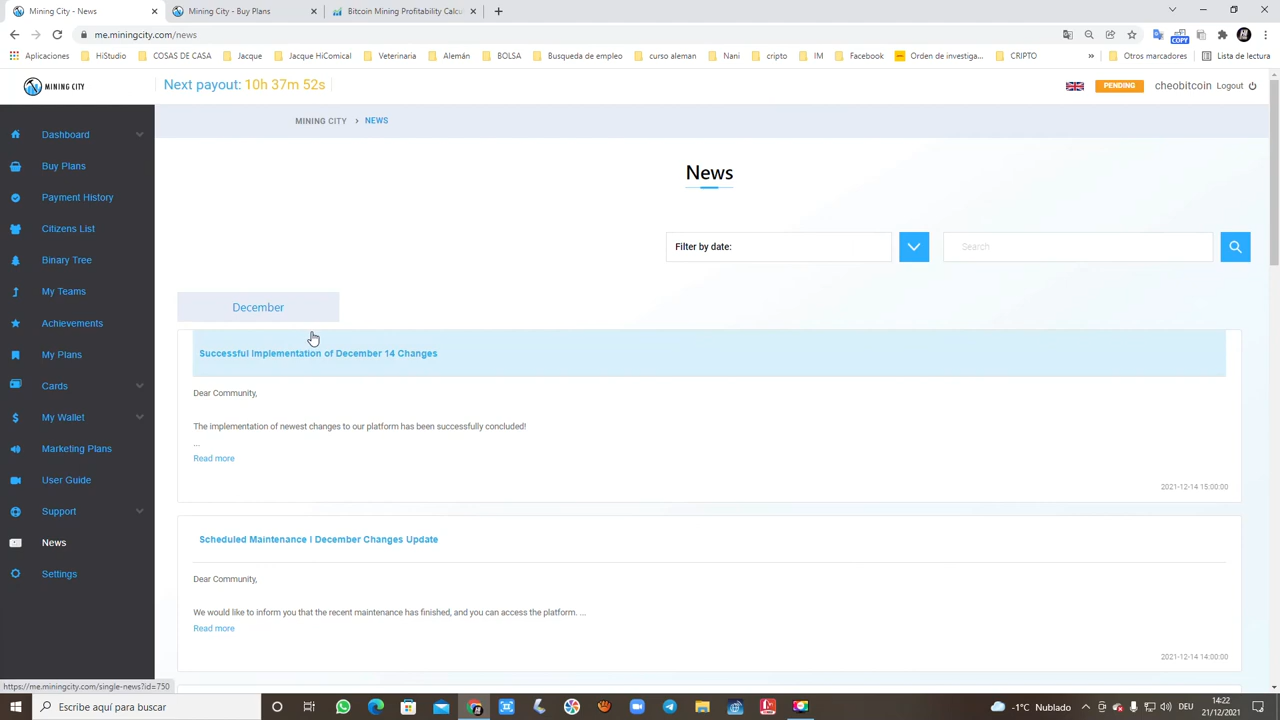 Mining City - News
Mining City - Buy Plans
Bitcoin Mining Profitability Calcu
me.miningcity.com/news
COPY
Aplicaciones
HiStudio
COSAS DE CASA
Jacque
Jacque HiComical
Veterinaria
Alemán
BOLSA
Busqueda de empleo
curso aleman
Nani
cripto
IM
Facebook
Orden de investiga...
CRIPTO
»
Otros marcadores
Lista de lectura
MINING CITY
Next payout: 10h 37m 52s
PENDING
cheobitcoin
Logout
MINING CITY > NEWS
Dashboard
Buy Plans
Payment History
Citizens List
Binary Tree
My Teams
Achievements
My Plans
Cards
My Wallet
Marketing Plans
User Guide
Support
News
Settings
News
Filter by date:
Search
December
Successful Implementation of December 14 Changes
Dear Community,
The implementation of newest changes to our platform has been successfully concluded!
...
Read more
2021-12-14 15:00:00
Scheduled Maintenance I December Changes Update
Dear Community,
We would like to inform you that the recent maintenance has finished, and you can access the platform. ...
Read more
2021-12-14 14:00:00
https://me.miningcity.com/single-news?id=750
Escribe aquí para buscar
-1°C Nublado
DEU
14:22
21/12/2021